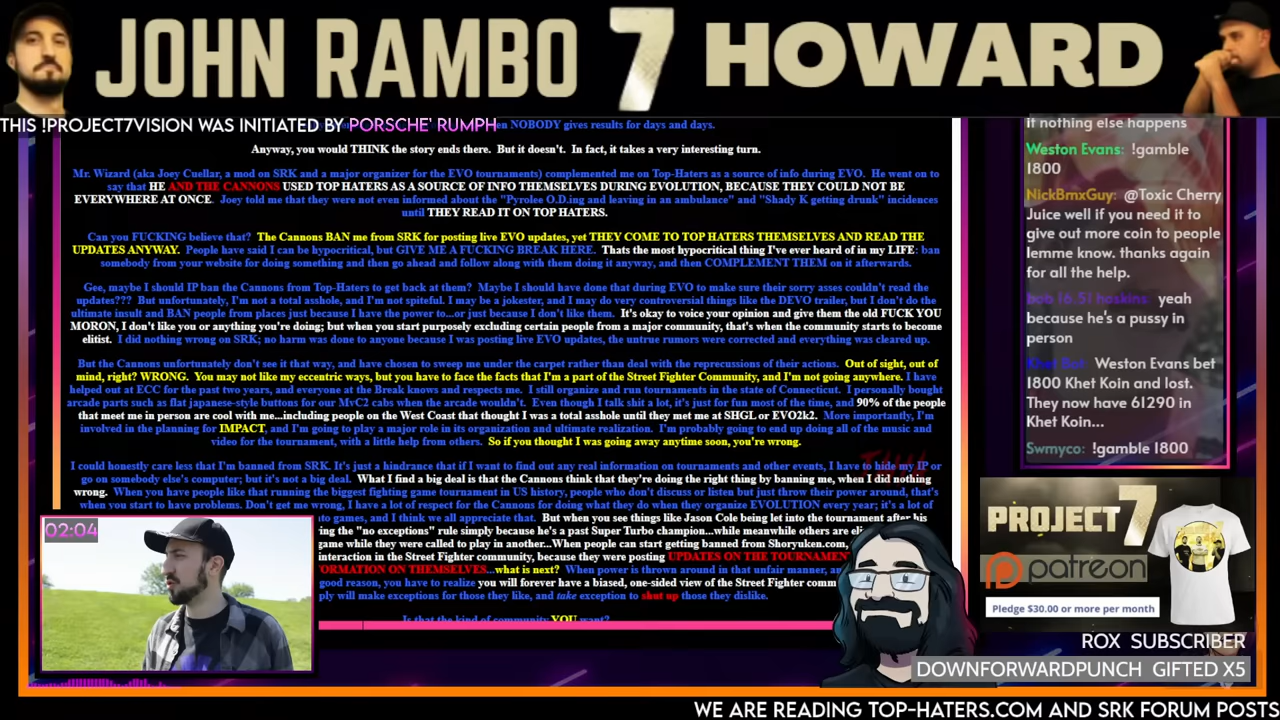 JOHN RAMBO 7 HOWARD
THIS !PROJECT7VISION WAS INITIATED BY PORSCHE' RUMPH
en NOBODY gives results for days and days.
Anyway, you would THINK the story ends there. But it doesn't. In fact, it takes a very interesting turn.
Mr. Wizard (aka Joey Cuellar, a mod on SRK and a major organizer for the EVO tournaments) complemented me on Top-Haters as a source of info during EVO. He went on to
say that HE AND THE CANNONS USED TOP HATERS AS A SOURCE OF INFO THEMSELVES DURING EVOLUTION, BECAUSE THEY COULD NOT BE
EVERYWHERE AT ONCE. Joey told me that they were not even informed about the "Pyrolee O.D.ing and leaving in an ambulance" and "Shady K getting drunk" incidences
until THEY READ IT ON TOP HATERS.
Can you FUCKING believe that? The Cannons BAN me from SRK for posting live EVO updates, yet THEY COME TO TOP HATERS THEMSELVES AND READ THE
UPDATES ANYWAY. People have said I can be hypocritical, but GIVE ME A FUCKING BREAK HERE. Thats the most hypocritical thing I've ever heard of in my LIFE: ban
somebody from your website for doing something and then go ahead and follow along with them doing it anyway, and then COMPLEMENT THEM on it afterwards.
Gee, maybe I should IP ban the Cannons from Top-Haters to get back at them? Maybe I should have done that during EVO to make sure their sorry asses couldn't read the
updates??? But unfortunately, I'm not a total asshole, and I'm not spiteful. I may be a jokester, and I may do very controversial things like the DEVO trailer, but I don't do the
ultimate insult and BAN people from places just because I have the power...or just because I don't like them. It's okay to voice your opinion and give them the old FUCK YOU
MORON, I don't like you or anything you're doing; but when you start purposely excluding certain people from a major community, that's when the community starts to become
elitist. I did nothing wrong on SRK; no harm was done to anyone because I was posting live EVO updates, the untrue rumors were corrected and everything was cleared up.
But the Cannons unfortunately don't see it that way, and have chosen to sweep me under the carpet rather than deal with the repercussions of their actions. Out of sight, out of
mind, right? WRONG. You may not like my eccentric ways, but you have to face the facts that I'm a part of the Street Fighter Community, and I'm not going anywhere. I have
helped out at ECC for the past two years, and everyone at the Break knows and respects me. I still organize and run tournaments in the state of Connecticut. I personally bought
arcade parts such as flat japanese-style buttons for our MvC2 cabs when the arcade wouldn't. Even though I talk shit a lot, it's just for fun most of the time, and 90% of the people
that meet me in person are cool with me...including people on the West Coast that thought I was a total asshole until they met me at SHGL or EVO2k2. More importantly, I'm
involved in the planning for IMPACT, and I'm going to play a major role in its organization and ultimate realization. I'm probably going to end up doing all of the music and
video for the tournament, with a little help from others. So if you thought I was going away anytime soon, you're wrong.
I could honestly care less that I'm banned from SRK. It's just a hindrance that if I want to find out any real information on tournaments and other events, I have to hide my IP or
go on somebody else's computer; but it's not a big deal. What I find a big deal is that the Cannons think that they're doing the right thing by banning me, when I did nothing
wrong. When you have people like that running the biggest fighting game tournament in US history, people who don't discuss or listen but just throw their power around, that's
when you start to have problems. Don't get me wrong, I have a lot of respect for the Cannons for doing what they do when they organize EVOLUTION every year; it's a lot of
to games, and I think we all appreciate that. But when you see things like Jason Cole being let into the tournament after his
ing the "no exceptions" rule simply because he's a past Super Turbo champion...while meanwhile others are eli
game while they were called to play in another...When people can start getting banned from Shoryuken.com,
interaction in the Street Fighter community, because they were posting UPDATES ON THE TOURNAMEN
ORMATION ON THEMSELVES...what is next? When power is thrown around in that unfair manner, an
good reason, you have to realize you will forever have a biased, one-sided view of the Street Fighter comm
ply will make exceptions for those they like, and take exception to shut up those they dislike.
Is that the kind of community YOU want?
if nothing else happens
Weston Evans: !gamble
1800
NickBmxGuy: @Toxic Cherry
Juice well if you need it to
give out more coin to people
lemme know. thanks again
for all the help.
bob 16.51 hoskins: yeah
because he's a pussy in
person
Khet Bot: Weston Evans bet
1800 Khet Koin and lost.
They now have 61290 in
Khet Koin...
Swmyco: !gamble 1800
02:04
PROJECT 7
patreon
Pledge $30.00 or more per month
ROX SUBSCRIBER
DOWNFORWARDPUNCH GIFTED X5
WE ARE READING TOP-HATERS.COM AND SRK FORUM POSTS